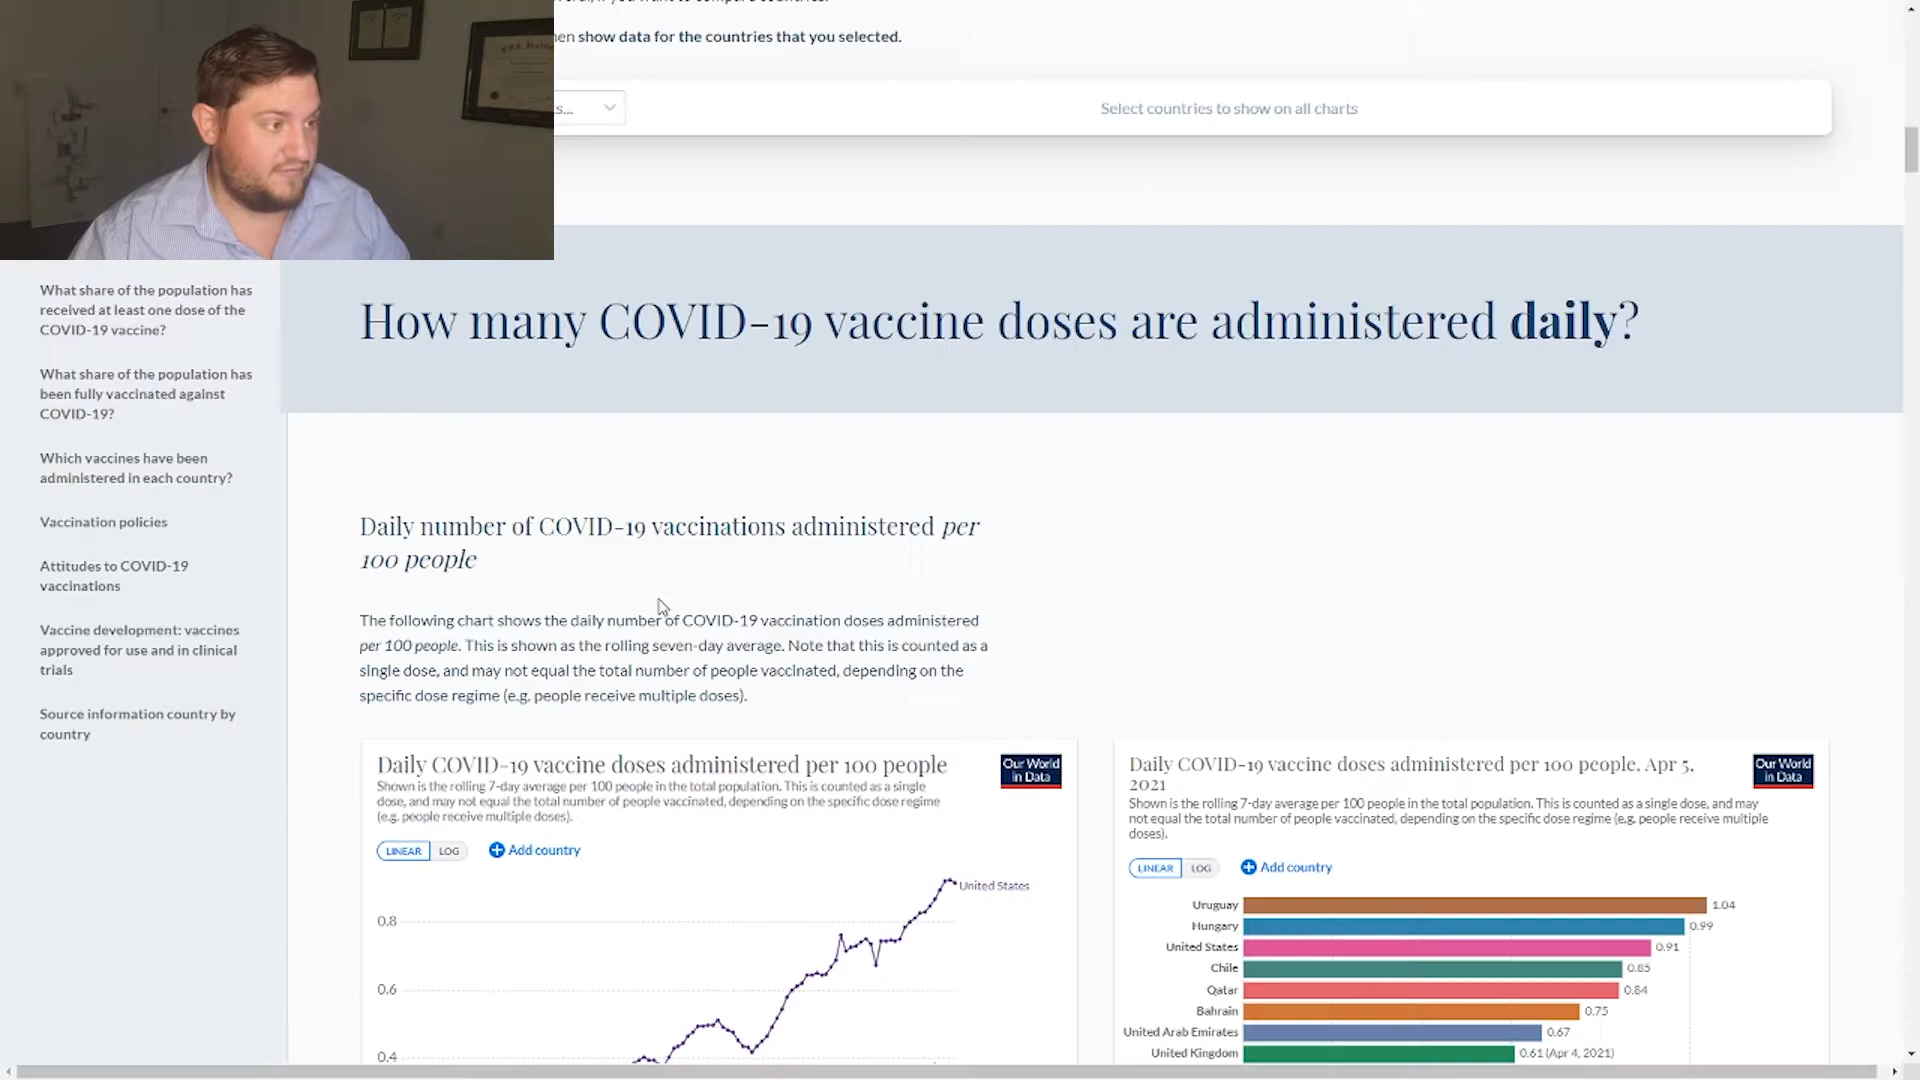 then show data for the countries that you selected.
s...
Select countries to show on all charts
What share of the population has
received at least one dose of the
COVID-19 vaccine?
What share of the population has
been fully vaccinated against
COVID-19?
Which vaccines have been
administered in each country?
Vaccination policies
Attitudes to COVID-19
vaccinations
Vaccine development: vaccines
approved for use and in clinical
trials
Source information country by
country
How many COVID-19 vaccine doses are administered daily?
Daily number of COVID-19 vaccinations administered per
100 people
The following chart shows the daily number of COVID-19 vaccination doses administered
per 100 people. This is shown as the rolling seven-day average. Note that this is counted as a
single dose, and may not equal the total number of people vaccinated, depending on the
specific dose regime (e.g. people receive multiple doses).
Daily COVID-19 vaccine doses administered per 100 people
Our World
in Data
Shown is the rolling 7-day average per 100 people in the total population. This is counted as a single
dose, and may not equal the total number of people vaccinated, depending on the specific dose regime
(e.g. people receive multiple doses).
LINEAR LOG Add country
United States
0.8
0.6
0.4
Daily COVID-19 vaccine doses administered per 100 people, Apr 5,
2021
Our World
in Data
Shown is the rolling 7-day average per 100 people in the total population. This is counted as a single dose, and may
not equal the total number of people vaccinated, depending on the specific dose regime (e.g. people receive multiple
doses).
LINEAR LOG Add country
Uruguay 1.04
Hungary 0.99
United States 0.91
Chile 0.85
Qatar 0.84
Bahrain 0.75
United Arab Emirates 0.67
United Kingdom 0.61 (Apr 4, 2021)